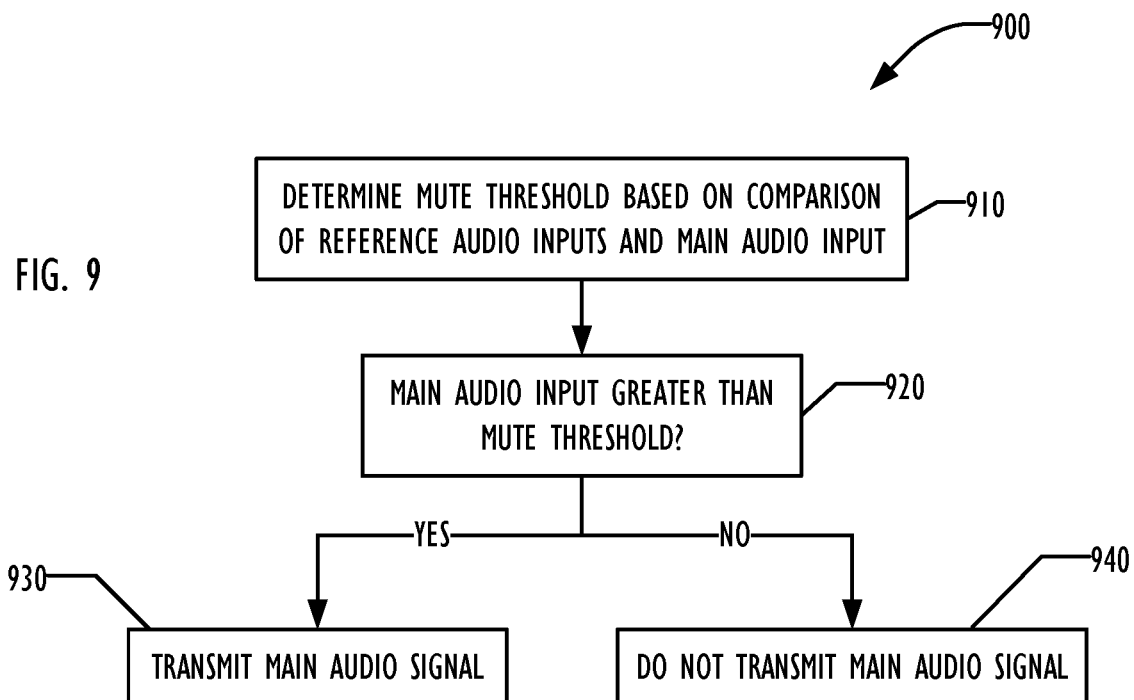 900
DETERMINE MUTE THRESHOLD BASED ON COMPARISON
OF REFERENCE AUDIO INPUTS AND MAIN AUDIO INPUT
910
FIG. 9
MAIN AUDIO INPUT GREATER THAN
MUTE THRESHOLD?
920
YES
NO
930
940
TRANSMIT MAIN AUDIO SIGNAL
DO NOT TRANSMIT MAIN AUDIO SIGNAL